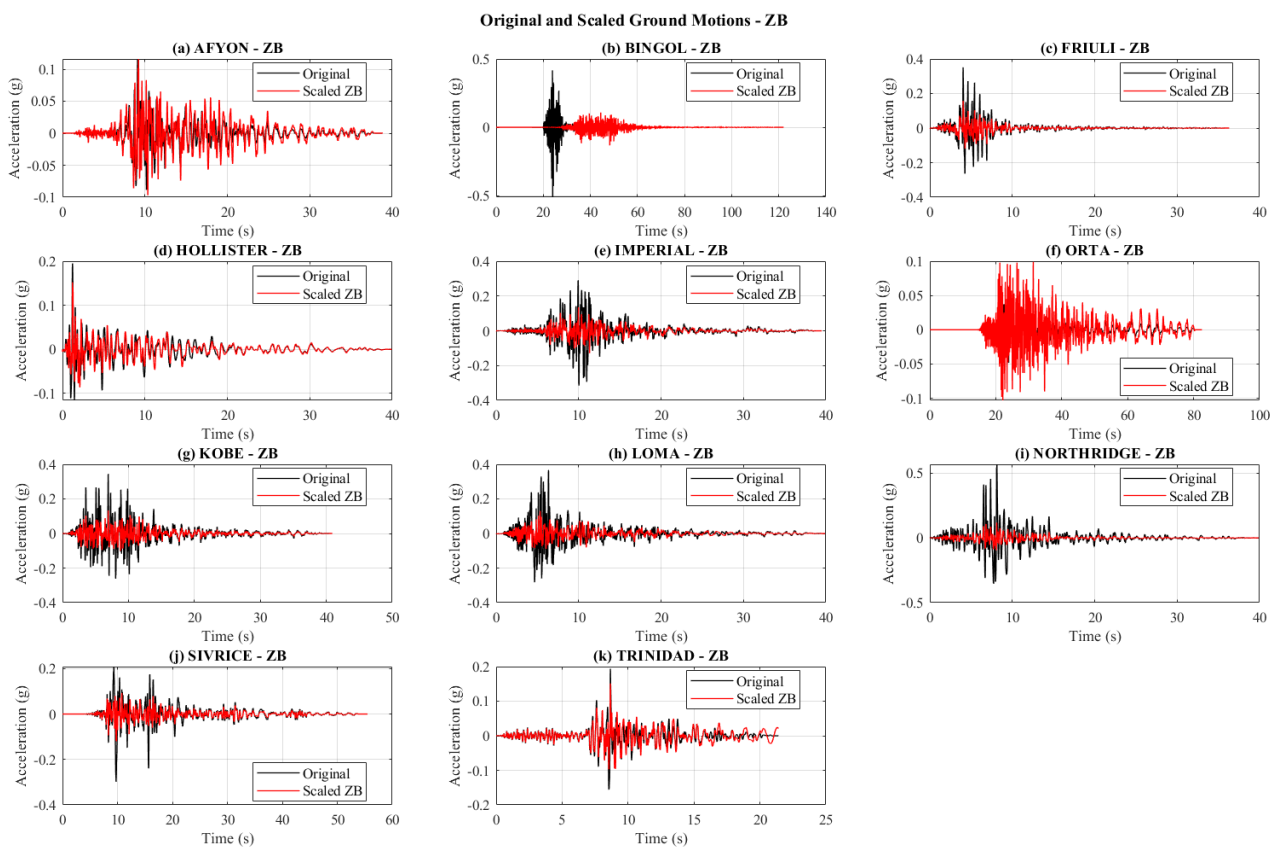 Original and Scaled Ground Motions - ZB
(a) AFYON - ZB
Acceleration (g)
0.1
0.05
0
-0.05
-0.1
Original
Scaled ZB
0 10 20 30 40
Time (s)
(b) BINGOL - ZB
Acceleration (g)
0.5
0
-0.5
Original
Scaled ZB
0 20 40 60 80 100 120 140
Time (s)
(c) FRIULI - ZB
Acceleration (g)
0.4
0.2
0
-0.2
-0.4
Original
Scaled ZB
0 10 20 30 40
Time (s)
(d) HOLLISTER - ZB
Acceleration (g)
0.2
0.1
0
-0.1
Original
Scaled ZB
0 10 20 30 40
Time (s)
(e) IMPERIAL - ZB
Acceleration (g)
0.4
0.2
0
-0.2
-0.4
Original
Scaled ZB
0 10 20 30 40
Time (s)
(f) ORTA - ZB
Acceleration (g)
0.1
0.05
0
-0.05
-0.1
Original
Scaled ZB
0 20 40 60 80 100
Time (s)
(g) KOBE - ZB
Acceleration (g)
0.4
0.2
0
-0.2
-0.4
Original
Scaled ZB
0 10 20 30 40 50
Time (s)
(h) LOMA - ZB
Acceleration (g)
0.4
0.2
0
-0.2
-0.4
Original
Scaled ZB
0 10 20 30 40
Time (s)
(i) NORTHRIDGE - ZB
Acceleration (g)
0.5
0
-0.5
Original
Scaled ZB
0 10 20 30 40
Time (s)
(j) SIVRICE - ZB
Acceleration (g)
0.2
0
-0.2
-0.4
Original
Scaled ZB
0 10 20 30 40 50 60
Time (s)
(k) TRINIDAD - ZB
Acceleration (g)
0.2
0.1
0
-0.1
-0.2
Original
Scaled ZB
0 5 10 15 20 25
Time (s)